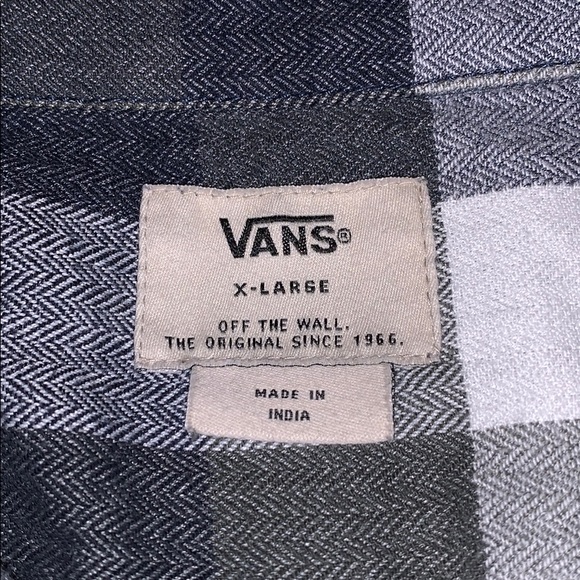 VANS®
X-LARGE
OFF THE WALL.
THE ORIGINAL SINCE 1966.
MADE IN
INDIA